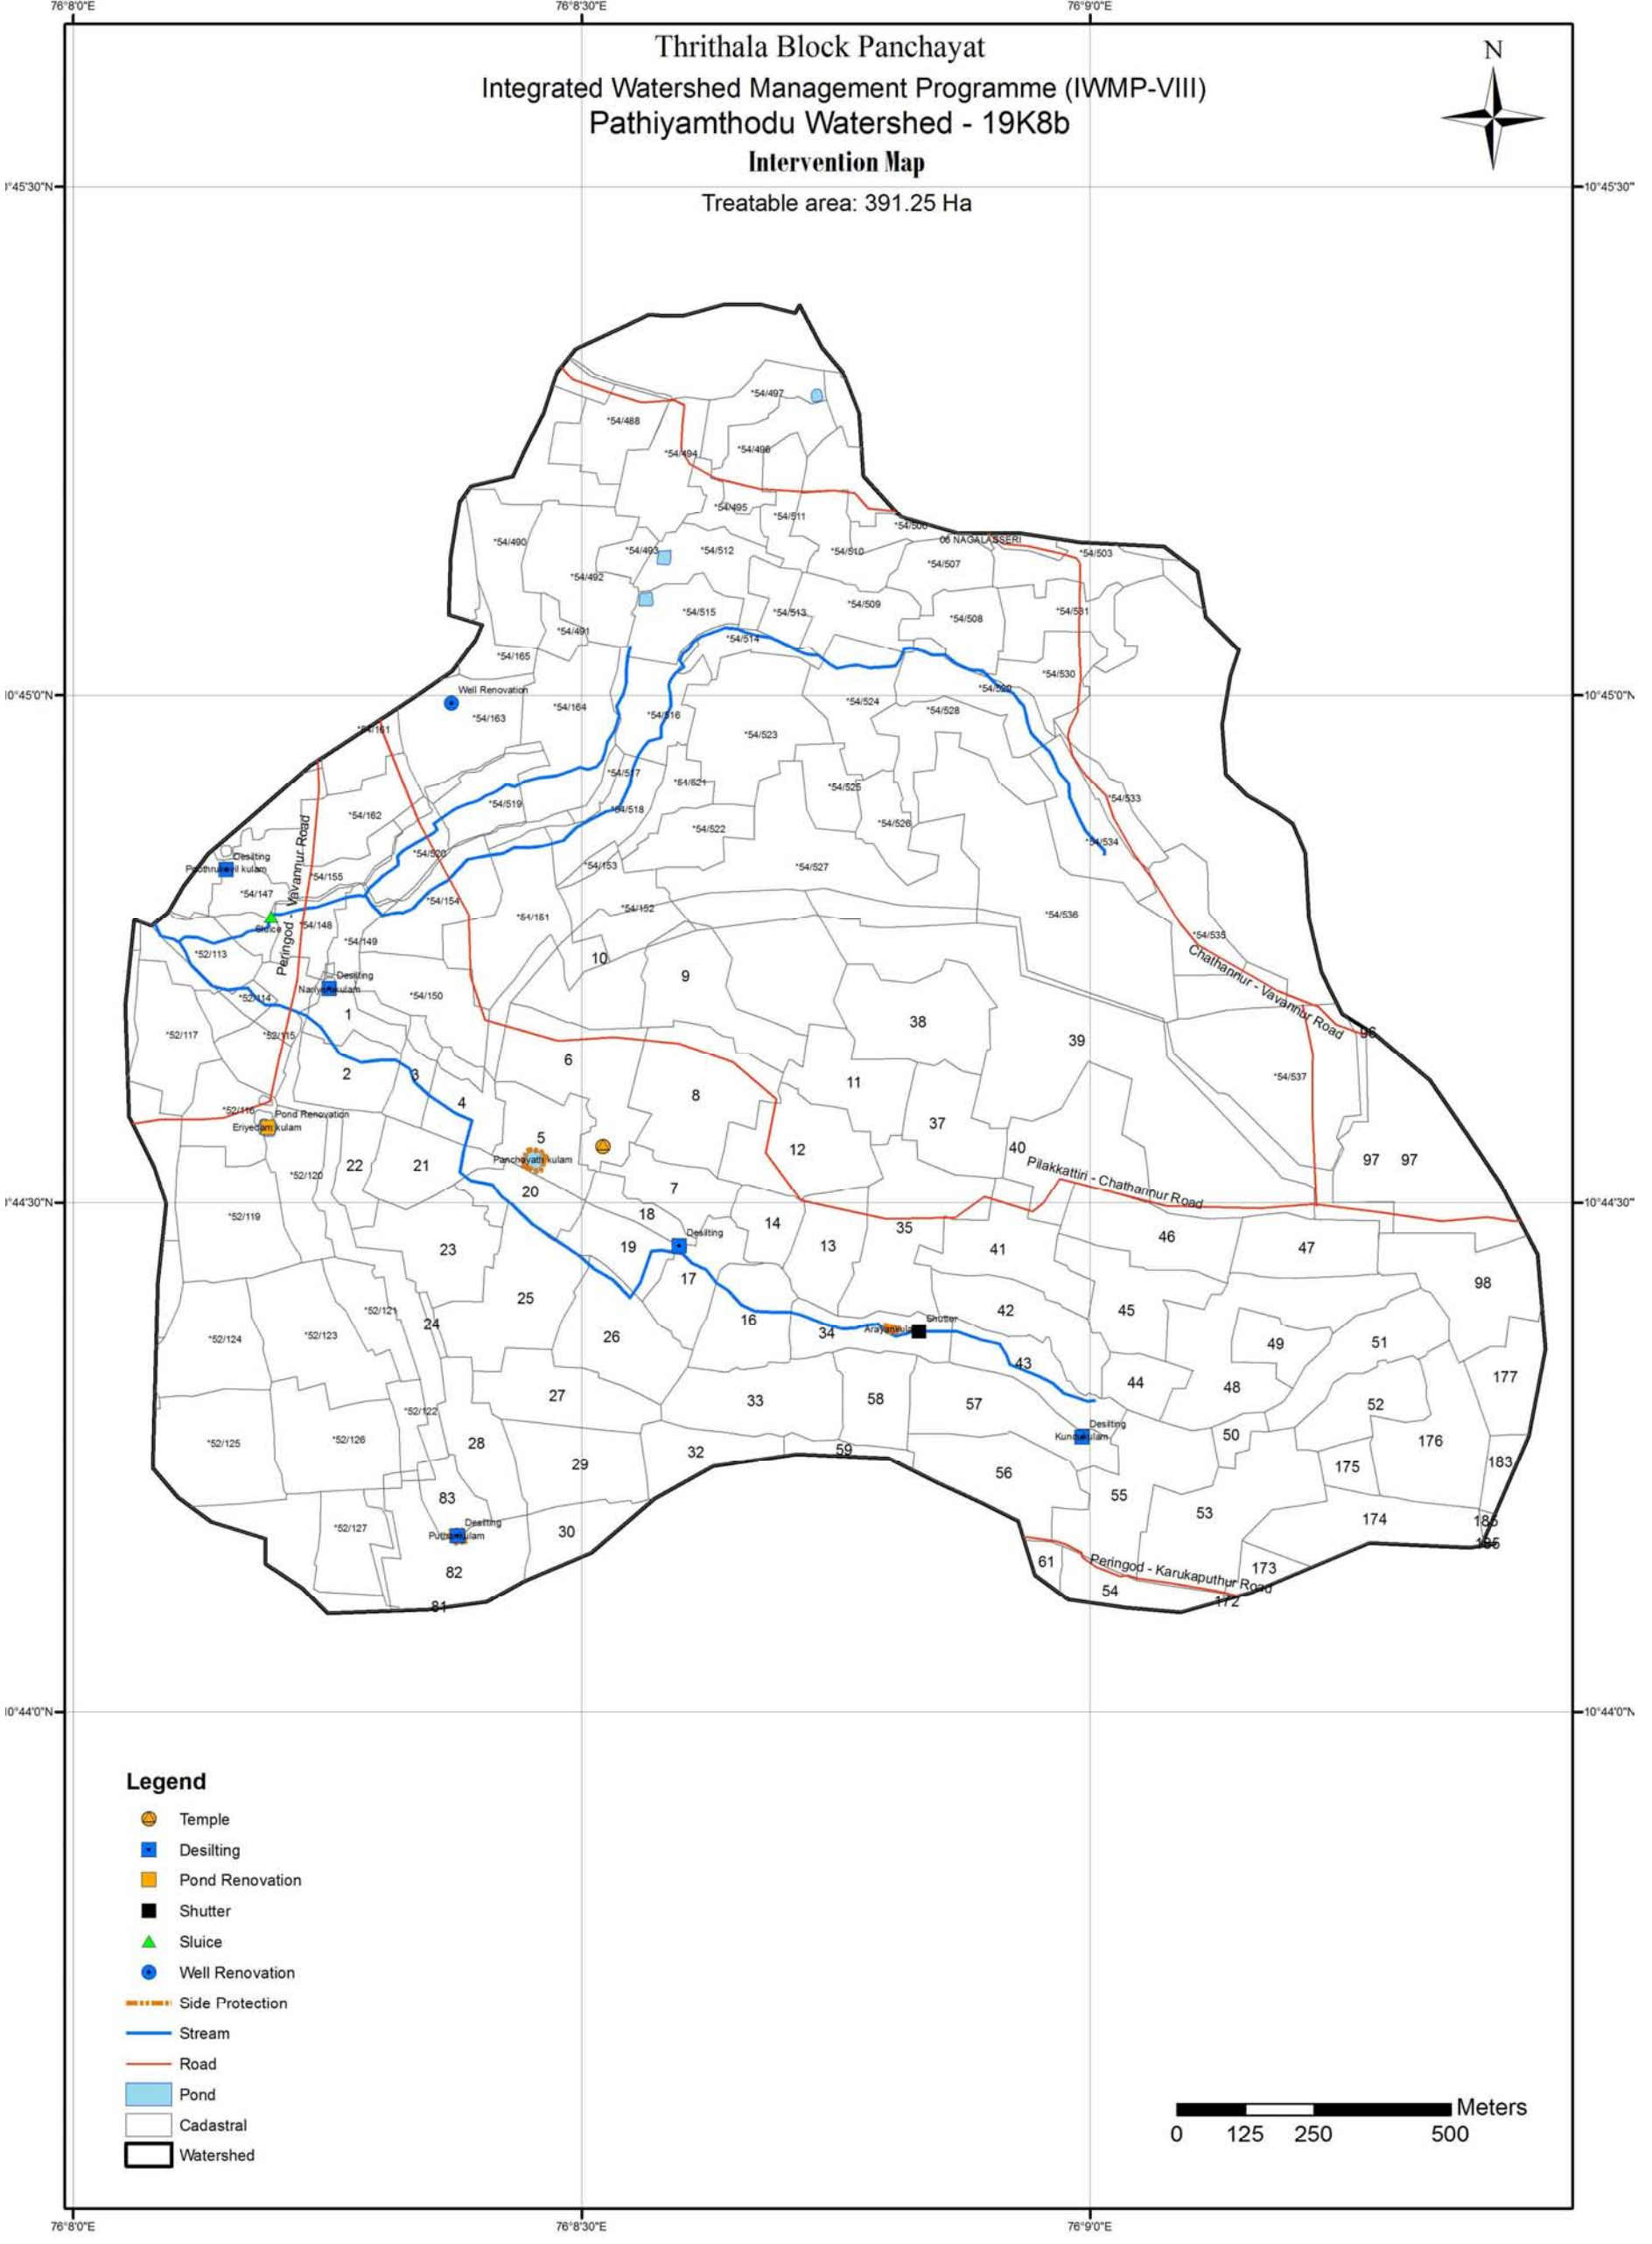 76°8'0"E
76°8'30"E
76°9'0"E
Thrithala Block Panchayat
N
Integrated Watershed Management Programme (IWMP-VIII)
Pathiyamthodu Watershed - 19K8b
Intervention Map
°45'30"N
10°45'30"
Treatable area: 391.25 Ha
*54/497
*54/488
*54/496
*54/494
*54/495
*54/511
*54/500
06 NAGALASSERI
*54/490
*54/493
*54/512
*54/510
*54/503
*54/507
*54/492
*54/509
*54/515
*54/513
*54/531
*54/508
*54/491
*54/514
*54/165
*54/530
Well Renovation
*54/529
0°45'0"N
10°45'0"N
*54/164
*54/524
*54/528
*54/163
*54/516
*54/161
*54/523
*54/517
*54/521
*54/525
*54/533
*54/519
*54/518
*54/162
*54/522
*54/526
*54/534
Peringod - Vavannur Road
*54/520
Desilting
kulam
*54/153
*54/527
*54/155
*54/147
*54/154
*54/152
*54/151
*54/536
Sluice
*54/148
*54/149
*54/535
*52/113
10
Chathannur - Vavannur Road
Desilting
9
*52/114
*54/150
1
38
96
*52/117
*52/115
39
6
2
3
11
*54/537
8
4
*52/116
Pond Renovation
Eriyedam kulam
37
5
40
12
Panchayath kulam
97
97
22
21
Pilakkattiri - Chathannur Road
*52/120
20
7
°44'30"N
10°44'30"
*52/119
18
14
35
Desilting
46
23
19
13
41
47
17
98
25
42
45
*52/121
24
16
Shutter
*52/124
*52/123
26
34
49
51
43
177
44
48
27
33
58
57
52
*52/122
Desilting
*52/125
*52/126
28
50
176
32
59
29
56
175
183
83
55
53
174
*52/127
Desilting
30
82
61
Peringod - Karukaputhur Road
173
54
172
81
0°44'0"N
10°44'0"N
Legend
Temple
Desilting
Pond Renovation
Shutter
Sluice
Well Renovation
Side Protection
Stream
Road
Pond
Cadastral
Watershed
Meters
0 125 250 500
76°8'0"E
76°8'30"E
76°9'0"E